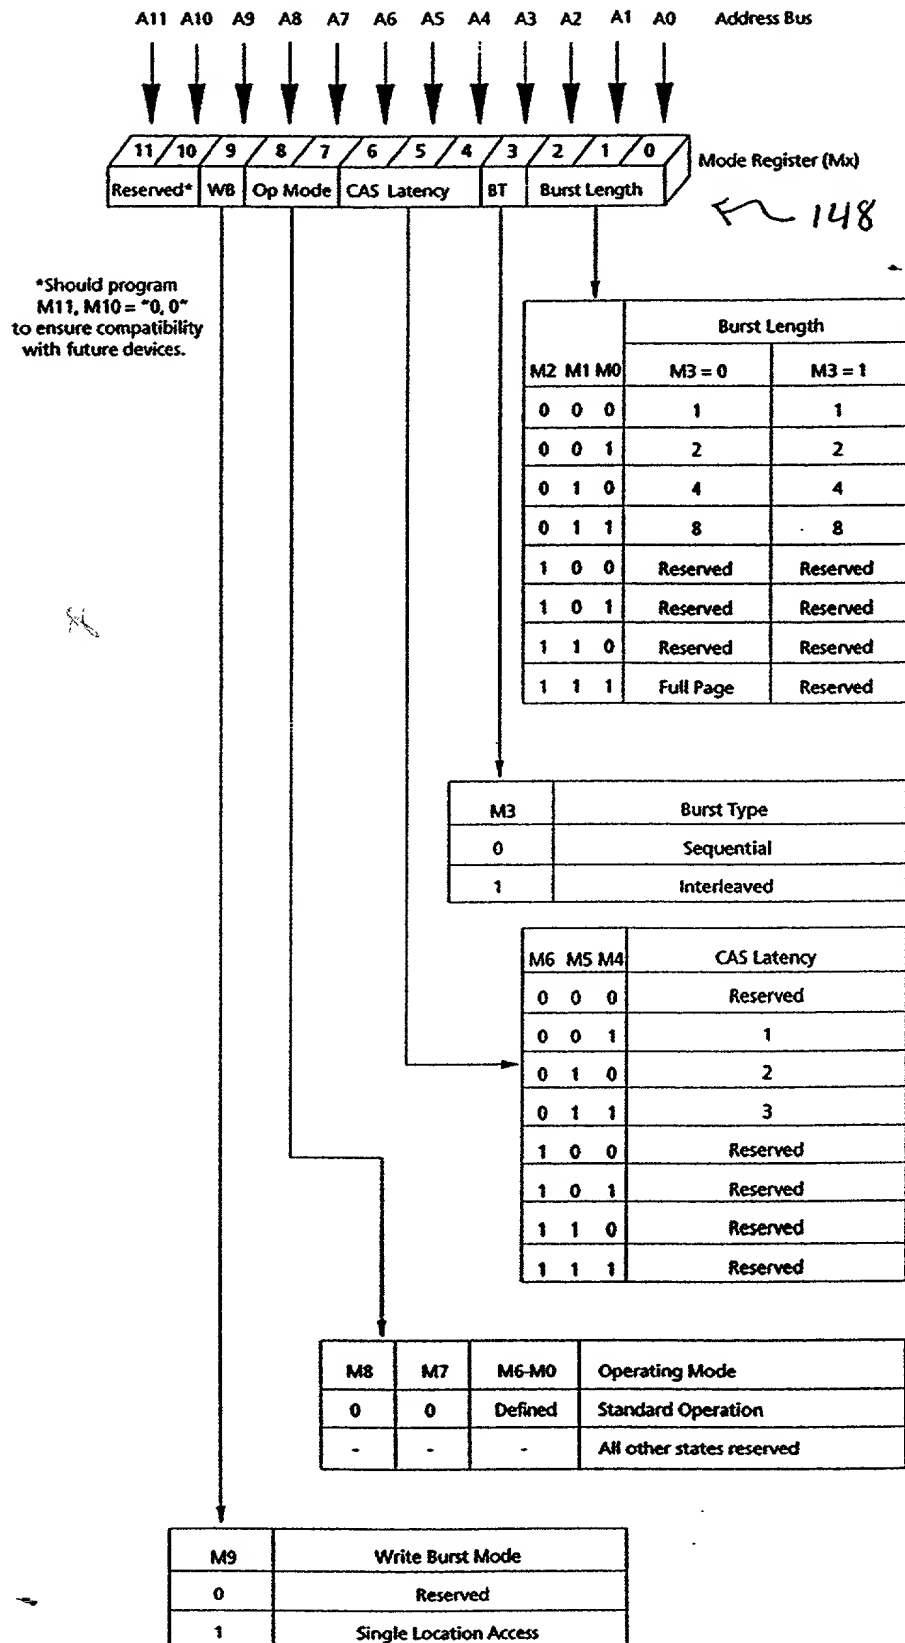 A11 A10 A9 A8 A7 A6 A5 A4 A3 A2 A1 A0 Address Bus
11 10 9 8 7 6 5 4 3 2 1 0
Mode Register (Mx)
Reserved* WB Op Mode CAS Latency BT Burst Length
148
*Should program
M11, M10 = "0, 0"
to ensure compatibility
with future devices.
Burst Length
M2 M1 M0 M3 = 0 M3 = 1
0 0 0 1 1
0 0 1 2 2
0 1 0 4 4
0 1 1 8 8
1 0 0 Reserved Reserved
1 0 1 Reserved Reserved
1 1 0 Reserved Reserved
1 1 1 Full Page Reserved
M3 Burst Type
0 Sequential
1 Interleaved
M6 M5 M4 CAS Latency
0 0 0 Reserved
0 0 1 1
0 1 0 2
0 1 1 3
1 0 0 Reserved
1 0 1 Reserved
1 1 0 Reserved
1 1 1 Reserved
M8 M7 M6-M0 Operating Mode
0 0 Defined Standard Operation
- - - All other states reserved
M9 Write Burst Mode
0 Reserved
1 Single Location Access